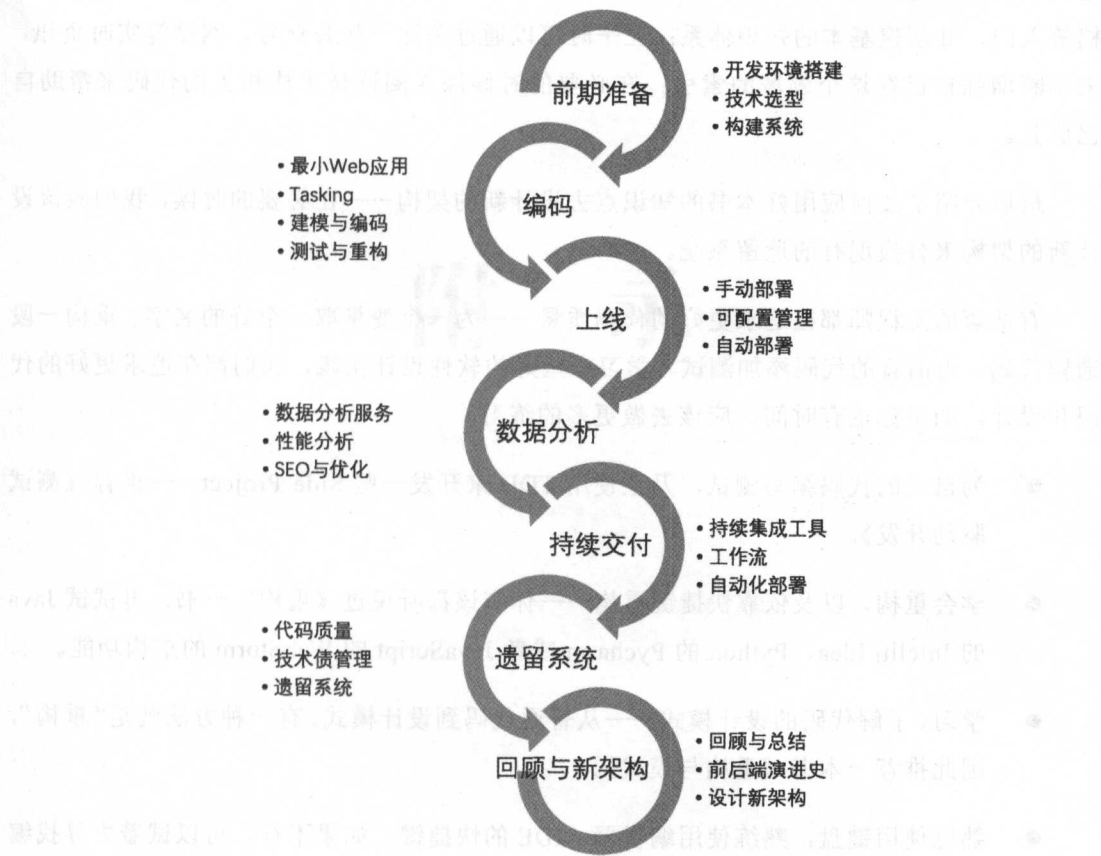 前期准备
• 开发环境搭建
• 技术选型
• 构建系统
• 最小Web应用
• Tasking
• 建模与编码
• 测试与重构
编码
上线
• 手动部署
• 可配置管理
• 自动部署
• 数据分析服务
• 性能分析
• SEO与优化
数据分析
持续交付
• 持续集成工具
• 工作流
• 自动化部署
• 代码质量
• 技术债管理
• 遗留系统
遗留系统
回顾与新架构
• 回顾与总结
• 前后端演进史
• 设计新架构